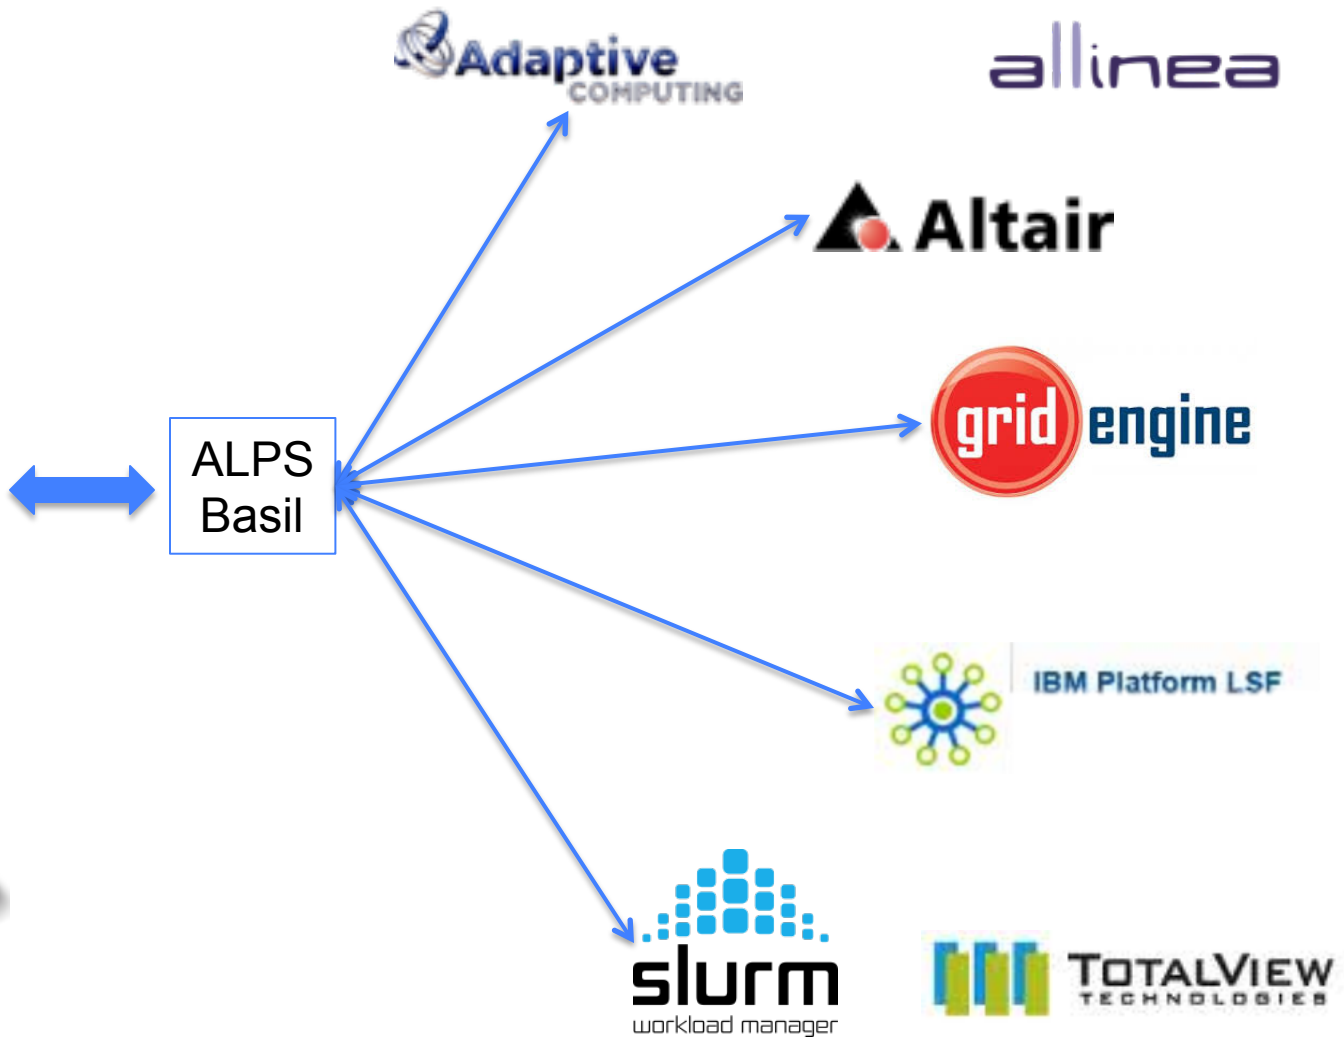 Adaptive
COMPUTING
allinea
Altair
grid engine
ALPS
Basil
IBM Platform LSF
slurm
workload manager
TOTALVIEW
TECHNOLOGIES